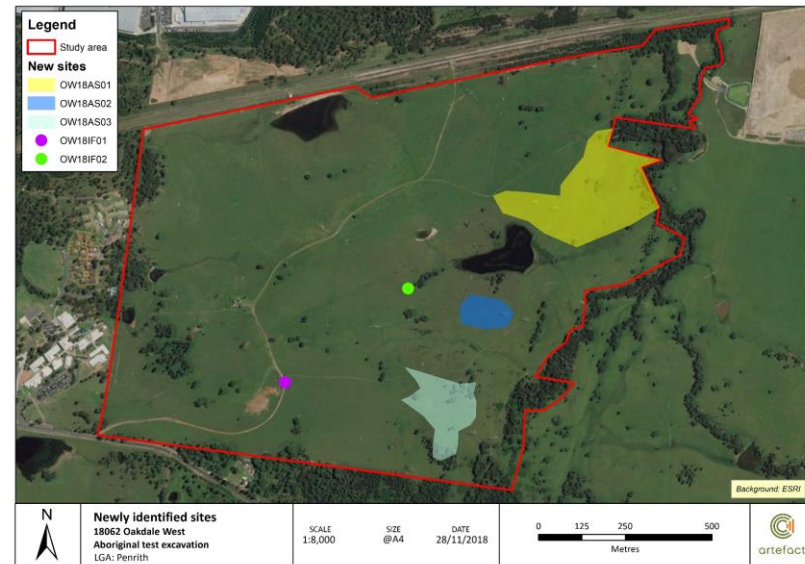 Legend
Study area
New sites
OW18AS01
OW18AS02
OW18AS03
OW18IF01
OW18IF02
Background: ESRI
N
Newly identified sites
18062 Oakdale West
Aboriginal test excavation
LGA: Penrith
SCALE
1:8,000
SIZE
@A4
DATE
28/11/2018
0 125 250 500
Metres
artefact